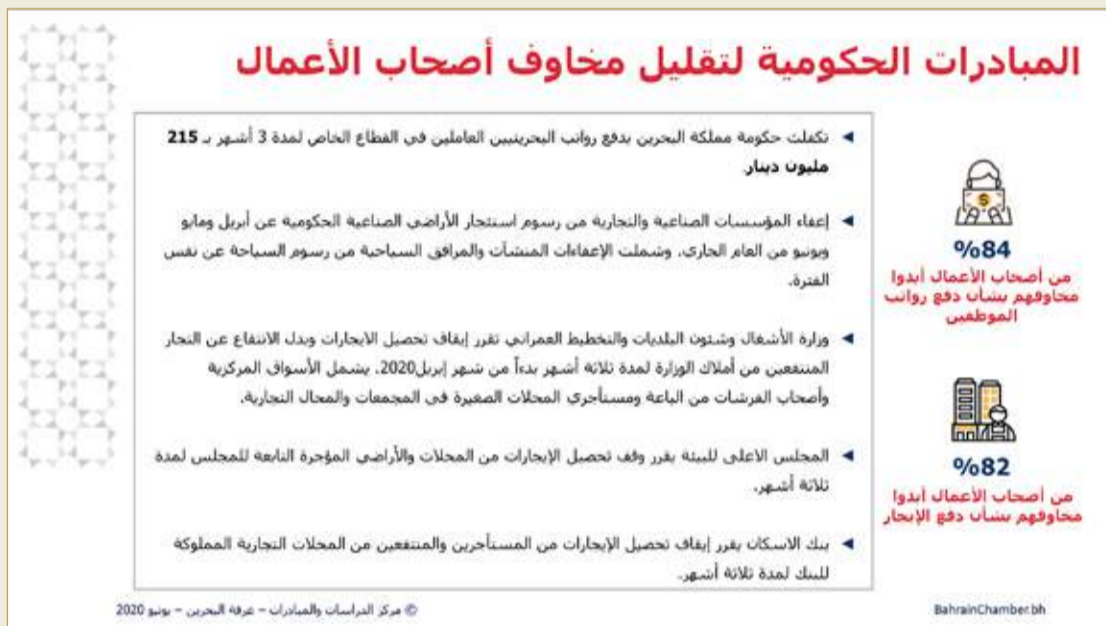 المبادرات الحكومية لتقليل مخاوف أصحاب الأعمال
%84
من أصحاب الأعمال أبدوا
مخاوفهم بشأن دفع رواتب
الموظفين
%82
من أصحاب الأعمال أبدوا
مخاوفهم بشأن دفع الإيجار
تكفلت حكومة مملكة البحرين بدفع رواتب البحرينيين العاملين في القطاع الخاص لمدة 3 أشهر بـ 215
مليون دينار.
إعفاء المؤسسات الصناعية والتجارية من رسوم استئجار الأراضي الصناعية الحكومية عن أبريل ومايو
ويونيو من العام الجاري. وشملت الإعفاءات المنشآت والمرافق السياحية من رسوم السياحة عن نفس
الفترة.
وزارة الأشغال وشئون البلديات والتخطيط العمراني تقرر إيقاف تحصيل الايجارات وبدل الانتفاع عن التجار
المنتفعين من أملاك الوزارة لمدة ثلاثة أشهر بدءاً من شهر إبريل2020. يشمل الأسواق المركزية
وأصحاب الفرشات من الباعة ومستأجري المحلات الصغيرة في المجمعات والمحال التجارية.
المجلس الاعلى للبيئة يقرر وقف تحصيل الإيجارات من المحلات والأراضي المؤجرة التابعة للمجلس لمدة
ثلاثة أشهر.
بنك الاسكان يقرر إيقاف تحصيل الإيجارات من المستأجرين والمنتفعين من المحلات التجارية المملوكة
للبنك لمدة ثلاثة أشهر.
© مركز الدراسات والمبادرات – غرفة البحرين – يونيو 2020
BahrainChamber.bh